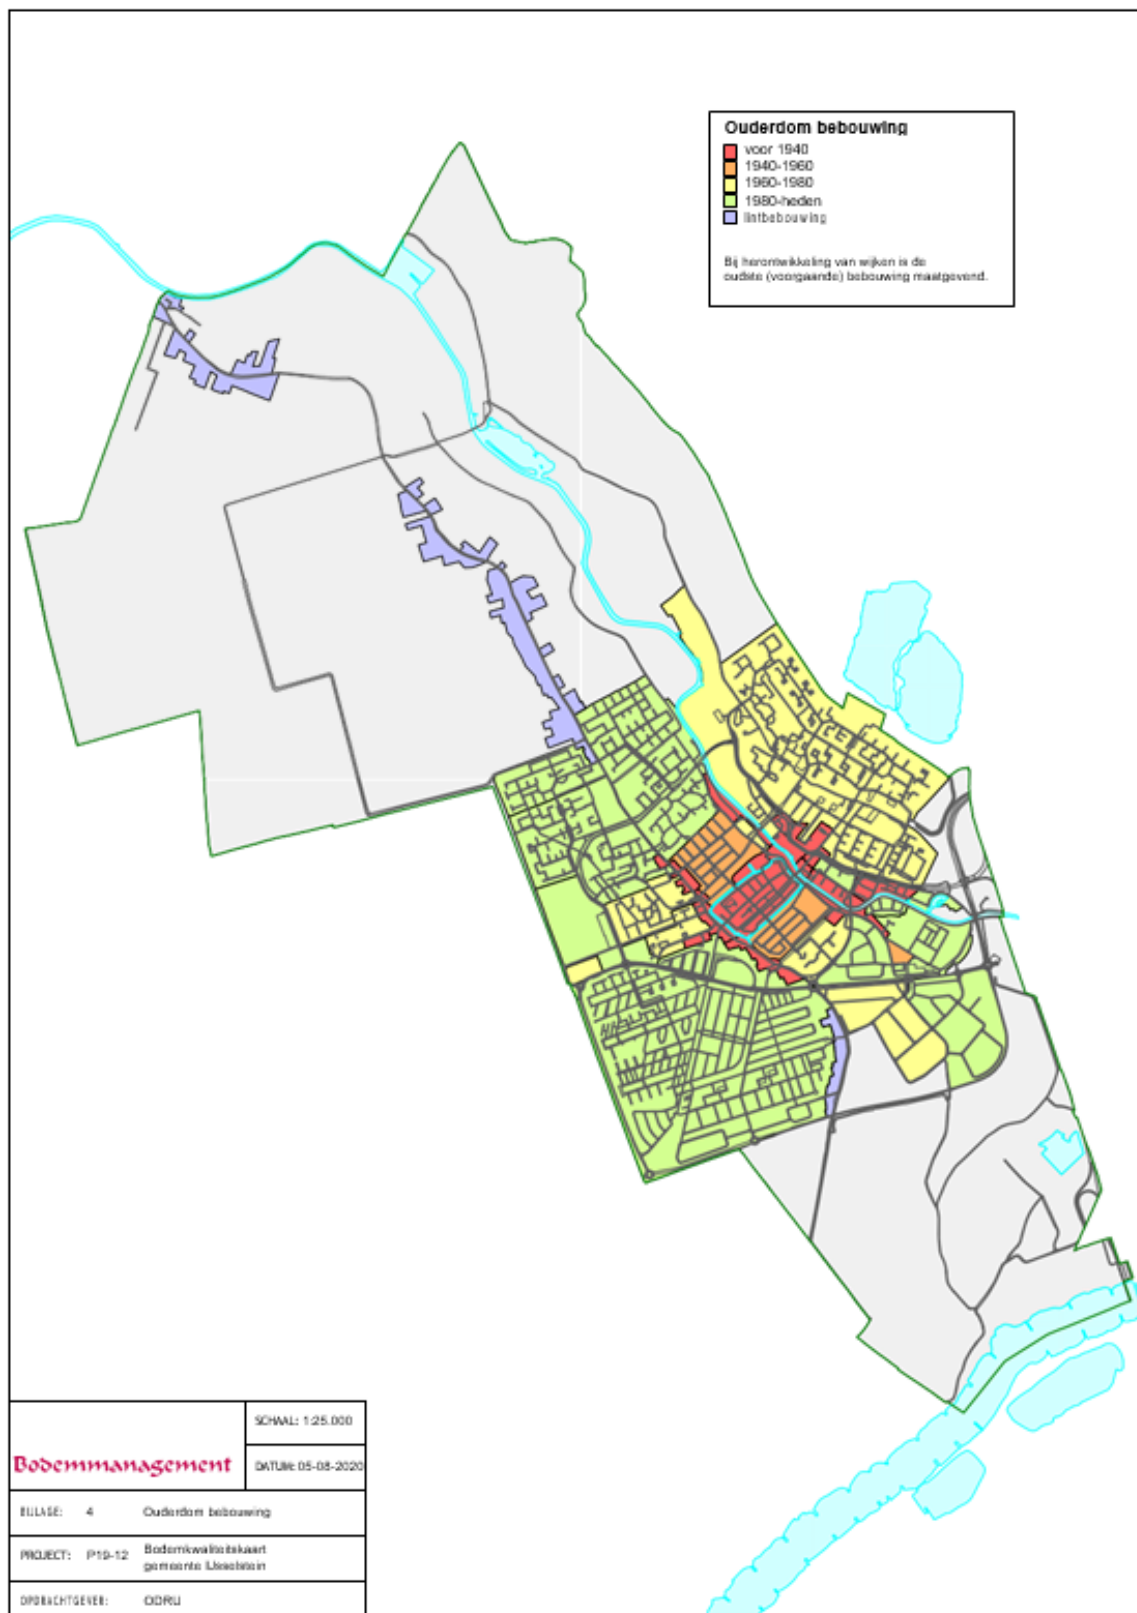 Ouderdom bebouwing
voor 1940
1940-1960
1960-1980
1980-heden
lintbebouwing
Bij herontwikkeling van wijken is de
oudste (voorgaande) bebouwing maatgevend.
SCHAAL: 1:25.000
Bodemmanagement
DATUM: 05-08-2020
BIJLAGE: 4 Ouderdom bebouwing
PROJECT: P19-12 Bodemkwaliteitskaart
gemeente IJsselstein
OPDRACHTGEVER: ODRU